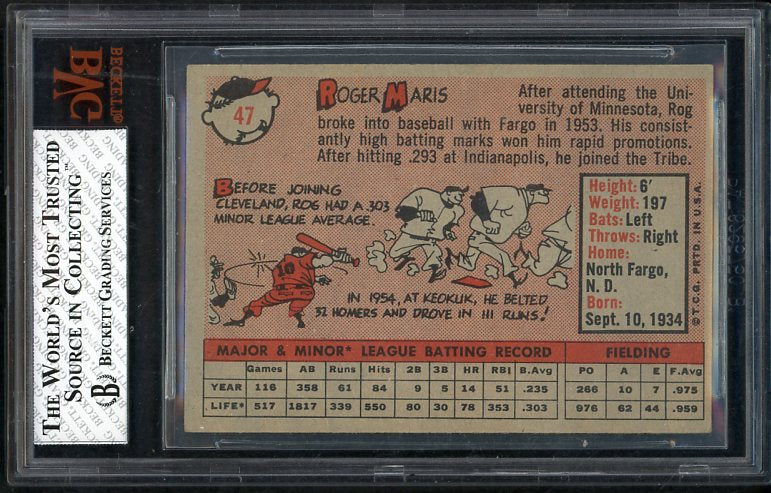 BECKETT®
BVG
THE WORLD'S MOST TRUSTED
SOURCE IN COLLECTING™
BECKETT GRADING SERVICES
B
47
ROGER MARIS
After attending the Uni-
versity of Minnesota, Rog
broke into baseball with Fargo in 1953. His consist-
antly high batting marks won him rapid promotions.
After hitting .293 at Indianapolis, he joined the Tribe.
BEFORE JOINING
CLEVELAND, ROG HAD A .303
MINOR LEAGUE AVERAGE.
10
IN 1954, AT KEOKUK, HE BELTED
32 HOMERS AND DROVE IN 111 RUNS!
Height: 6'
Weight: 197
Bats: Left
Throws: Right
Home:
North Fargo,
N. D.
Born:
Sept. 10, 1934
© T.C.G. PRTD. IN U.S.A.
MAJOR & MINOR* LEAGUE BATTING RECORD FIELDING
Games AB Runs Hits 2B 3B HR RBI B.Avg PO A E F.Avg
YEAR 116 358 61 84 9 5 14 51 .235 266 10 7 .975
LIFE* 517 1817 339 550 80 30 78 353 .303 976 62 44 .959